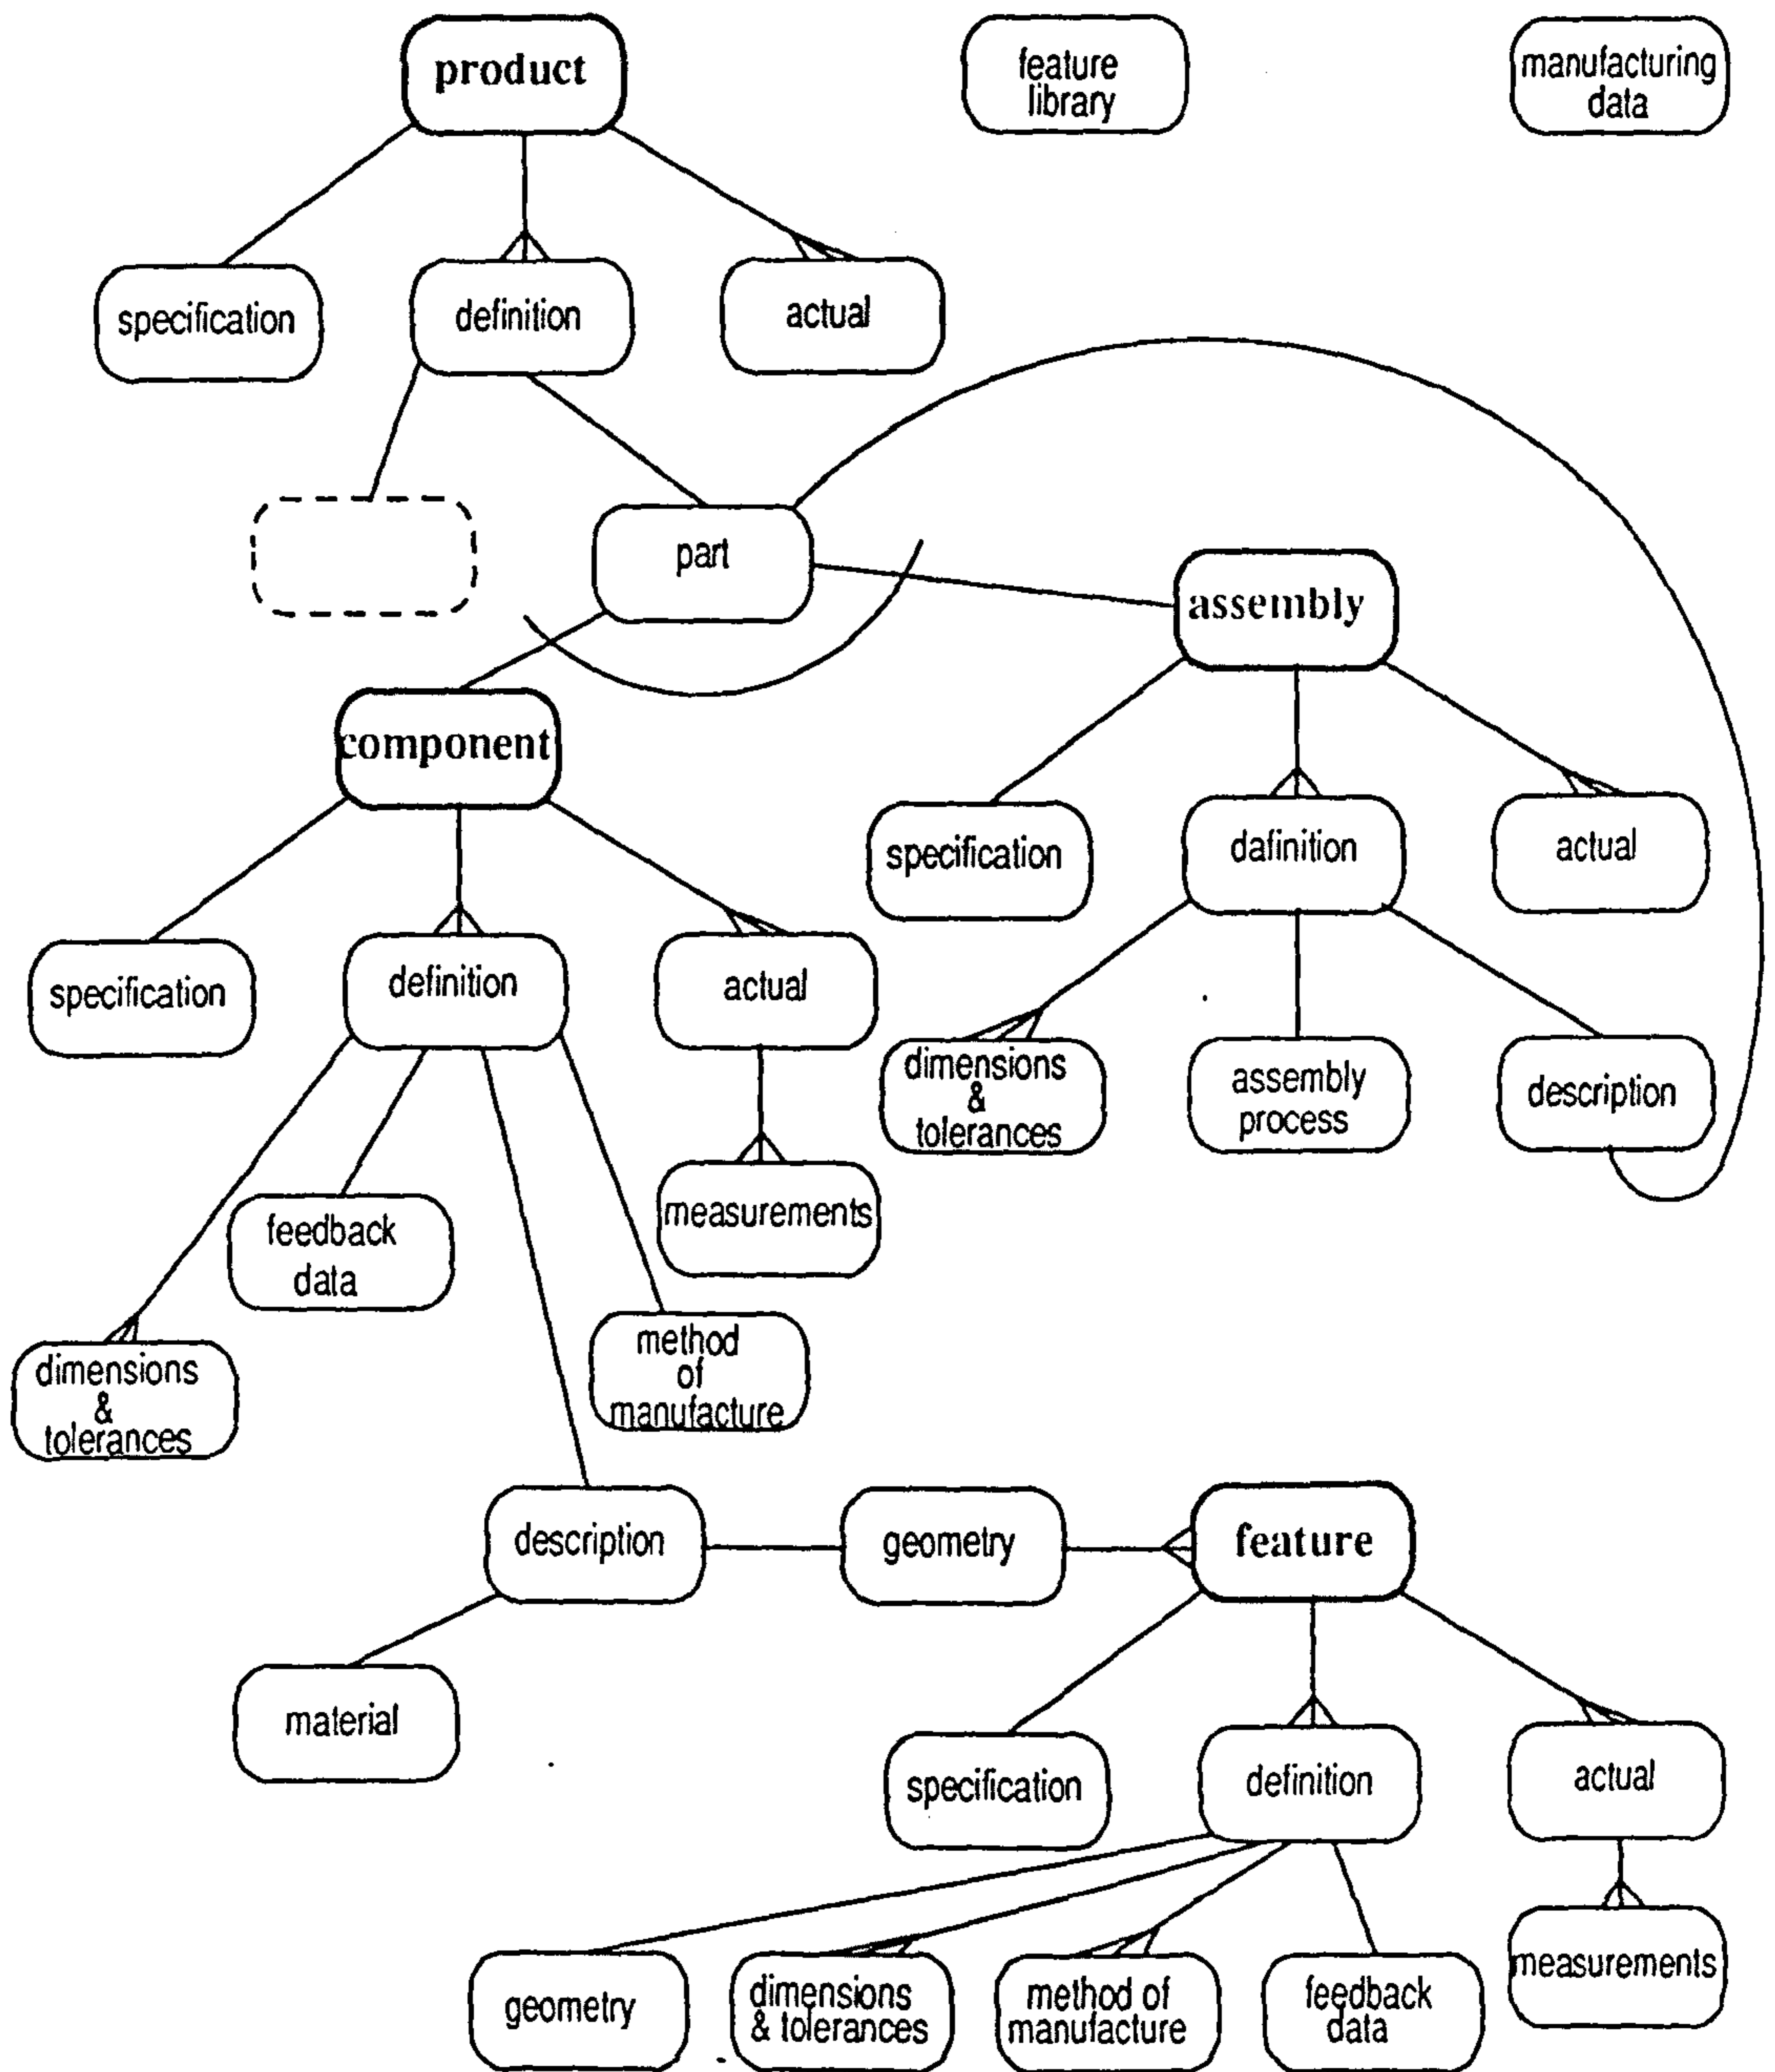 product
feature
library
manufacturing
data
specification
definition
actual
part
assembly
component
specification
dafinition
actual
specification
definition
actual
dimensions
&
tolerances
assembly
process
description
measurements
feedback
data
dimensions
&
tolerances
method
of
manufacture
description
geometry
feature
material
specification
definition
actual
geometry
dimensions
& tolerances
method of
manufacture
feedback
data
measurements